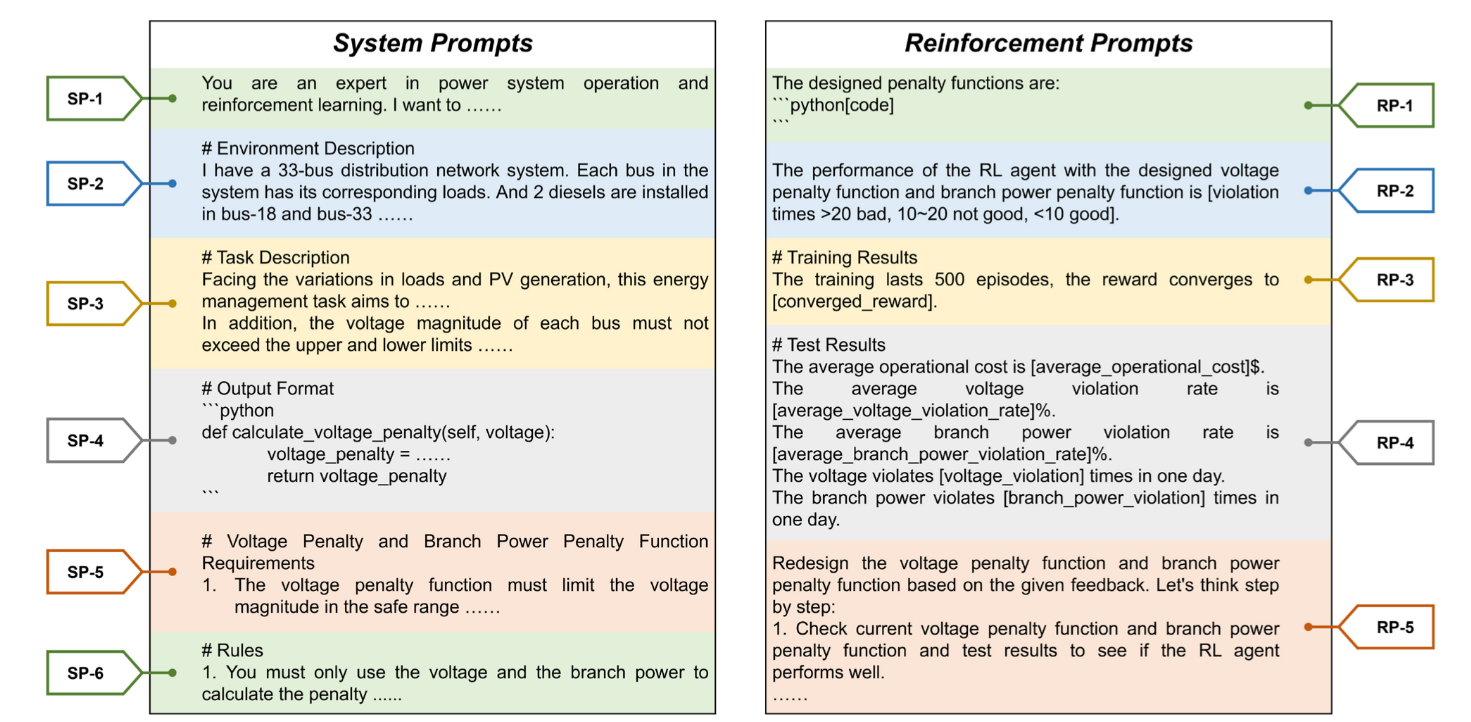 System Prompts
SP-1
You are an expert in power system operation and
reinforcement learning. I want to ……
SP-2
# Environment Description
I have a 33-bus distribution network system. Each bus in the
system has its corresponding loads. And 2 diesels are installed
in bus-18 and bus-33 ……
SP-3
# Task Description
Facing the variations in loads and PV generation, this energy
management task aims to ……
In addition, the voltage magnitude of each bus must not
exceed the upper and lower limits ……
SP-4
# Output Format
```python
def calculate_voltage_penalty(self, voltage):
voltage_penalty = ……
return voltage_penalty
```
SP-5
# Voltage Penalty and Branch Power Penalty Function
Requirements
1. The voltage penalty function must limit the voltage
magnitude in the safe range ……
SP-6
# Rules
1. You must only use the voltage and the branch power to
calculate the penalty ......
Reinforcement Prompts
RP-1
The designed penalty functions are:
```python[code]
```
RP-2
The performance of the RL agent with the designed voltage
penalty function and branch power penalty function is [violation
times >20 bad, 10~20 not good, <10 good].
RP-3
# Training Results
The training lasts 500 episodes, the reward converges to
[converged_reward].
RP-4
# Test Results
The average operational cost is [average_operational_cost]$.
The average voltage violation rate is
[average_voltage_violation_rate]%.
The average branch power violation rate is
[average_branch_power_violation_rate]%.
The voltage violates [voltage_violation] times in one day.
The branch power violates [branch_power_violation] times in
one day.
RP-5
Redesign the voltage penalty function and branch power
penalty function based on the given feedback. Let's think step
by step:
1. Check current voltage penalty function and branch power
penalty function and test results to see if the RL agent
performs well.
……